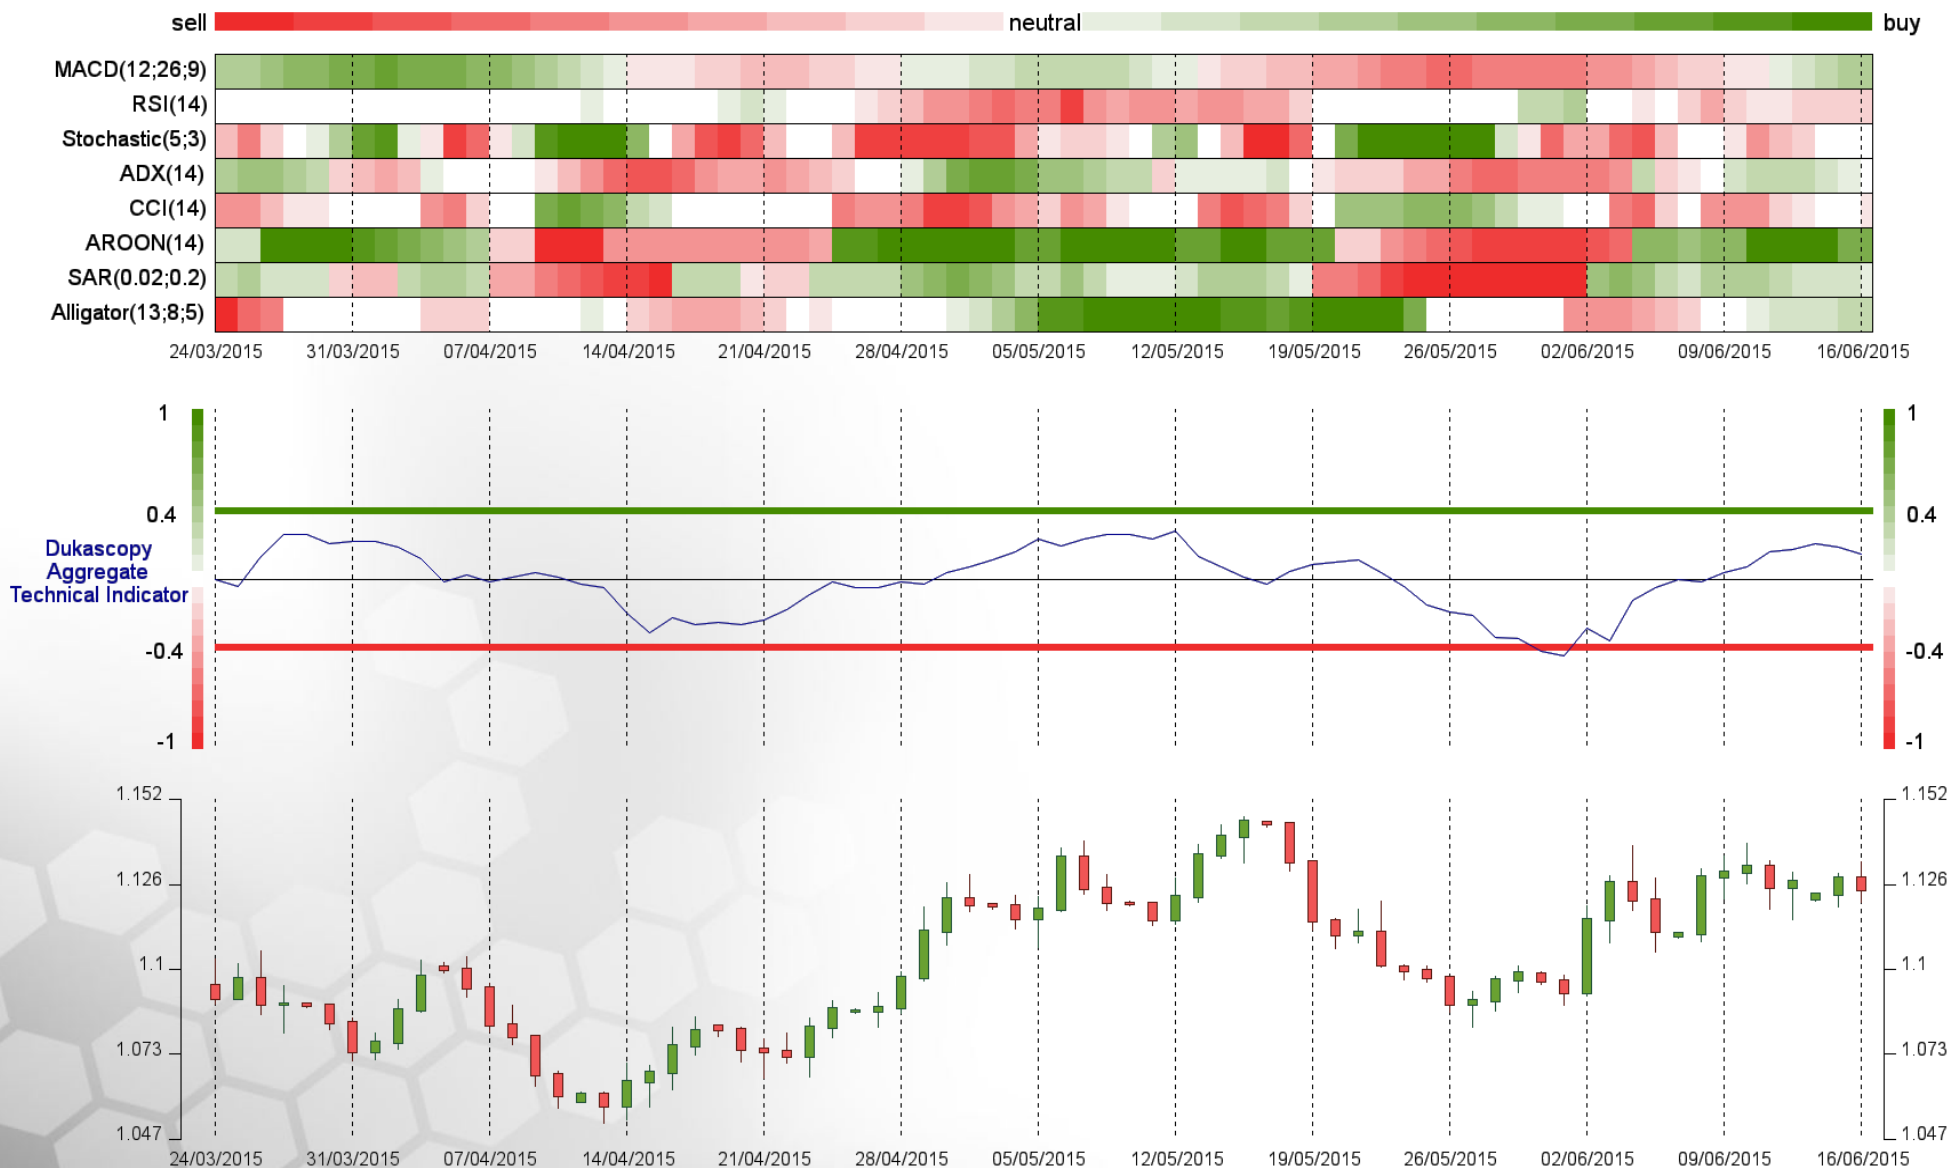 sell neutral buy
MACD(12;26;9)
RSI(14)
Stochastic(5;3)
ADX(14)
CCI(14)
AROON(14)
SAR(0.02;0.2)
Alligator(13;8;5)
24/03/2015 31/03/2015 07/04/2015 14/04/2015 21/04/2015 28/04/2015 05/05/2015 12/05/2015 19/05/2015 26/05/2015 02/06/2015 09/06/2015 16/06/2015
1 1
0.4 0.4
Dukascopy
Aggregate
Technical Indicator
-0.4 -0.4
-1 -1
1.152 1.152
1.126 1.126
1.1 1.1
1.073 1.073
1.047 1.047
24/03/2015 31/03/2015 07/04/2015 14/04/2015 21/04/2015 28/04/2015 05/05/2015 12/05/2015 19/05/2015 26/05/2015 02/06/2015 09/06/2015 16/06/2015